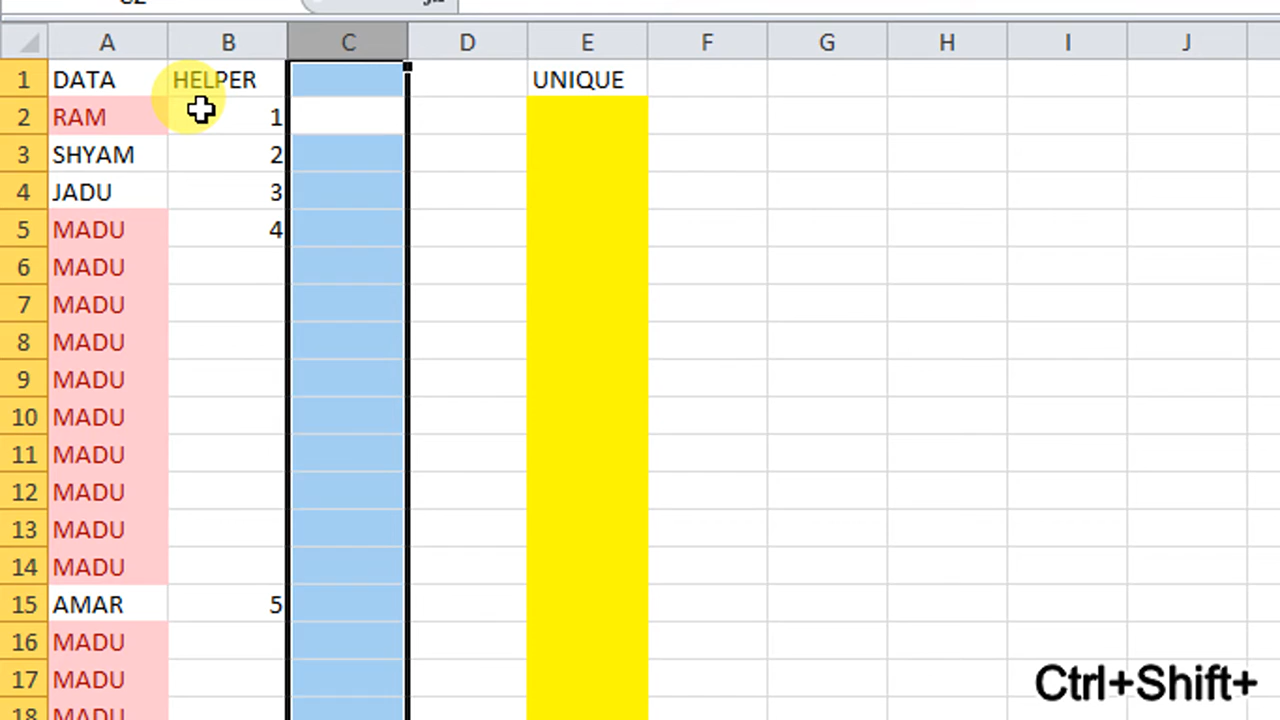 A B C D E F G H I J
1 DATA HELPER UNIQUE
2 RAM 1
3 SHYAM 2
4 JADU 3
5 MADU 4
6 MADU
7 MADU
8 MADU
9 MADU
10 MADU
11 MADU
12 MADU
13 MADU
14 MADU
15 AMAR 5
16 MADU
17 MADU
18 MADU
Ctrl+Shift+